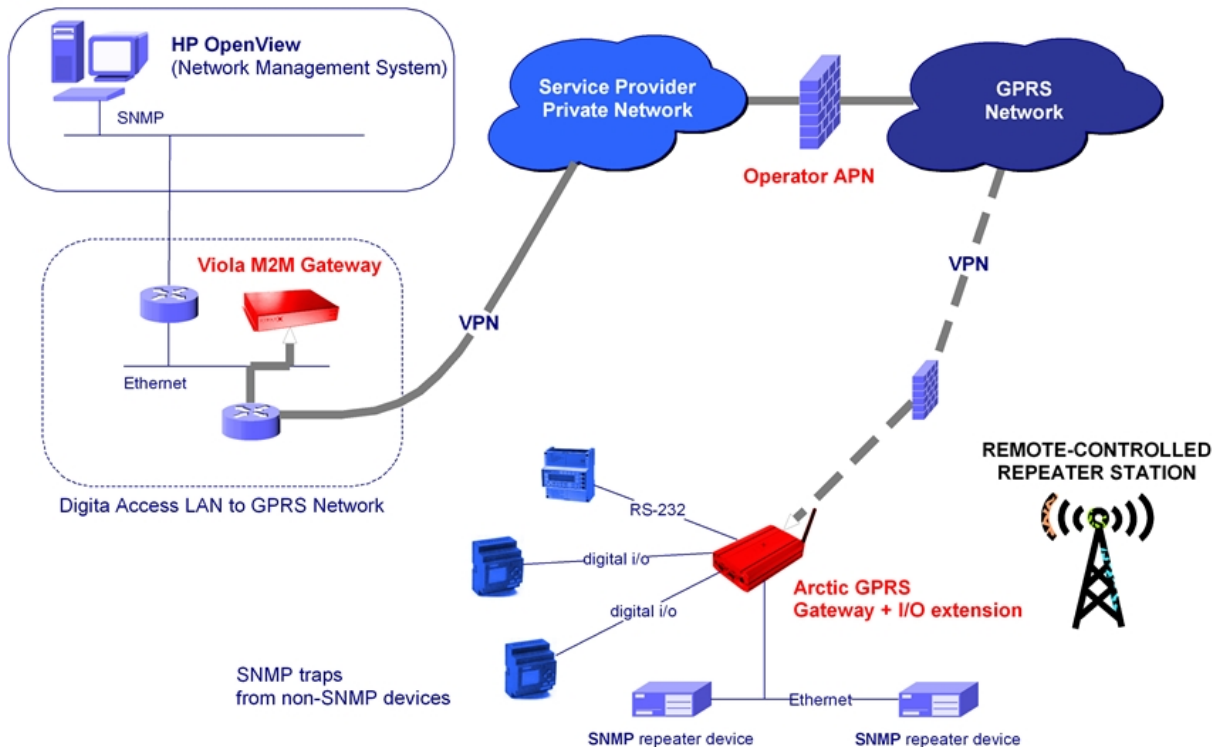 HP OpenView
(Network Management System)
SNMP
Service Provider
Private Network
GPRS
Network
Operator APN
Viola M2M Gateway
VPN
VPN
Ethernet
Digita Access LAN to GPRS Network
REMOTE-CONTROLLED
REPEATER STATION
RS-232
digital i/o
digital i/o
Arctic GPRS
Gateway + I/O extension
SNMP traps
from non-SNMP devices
Ethernet
SNMP repeater device
SNMP repeater device